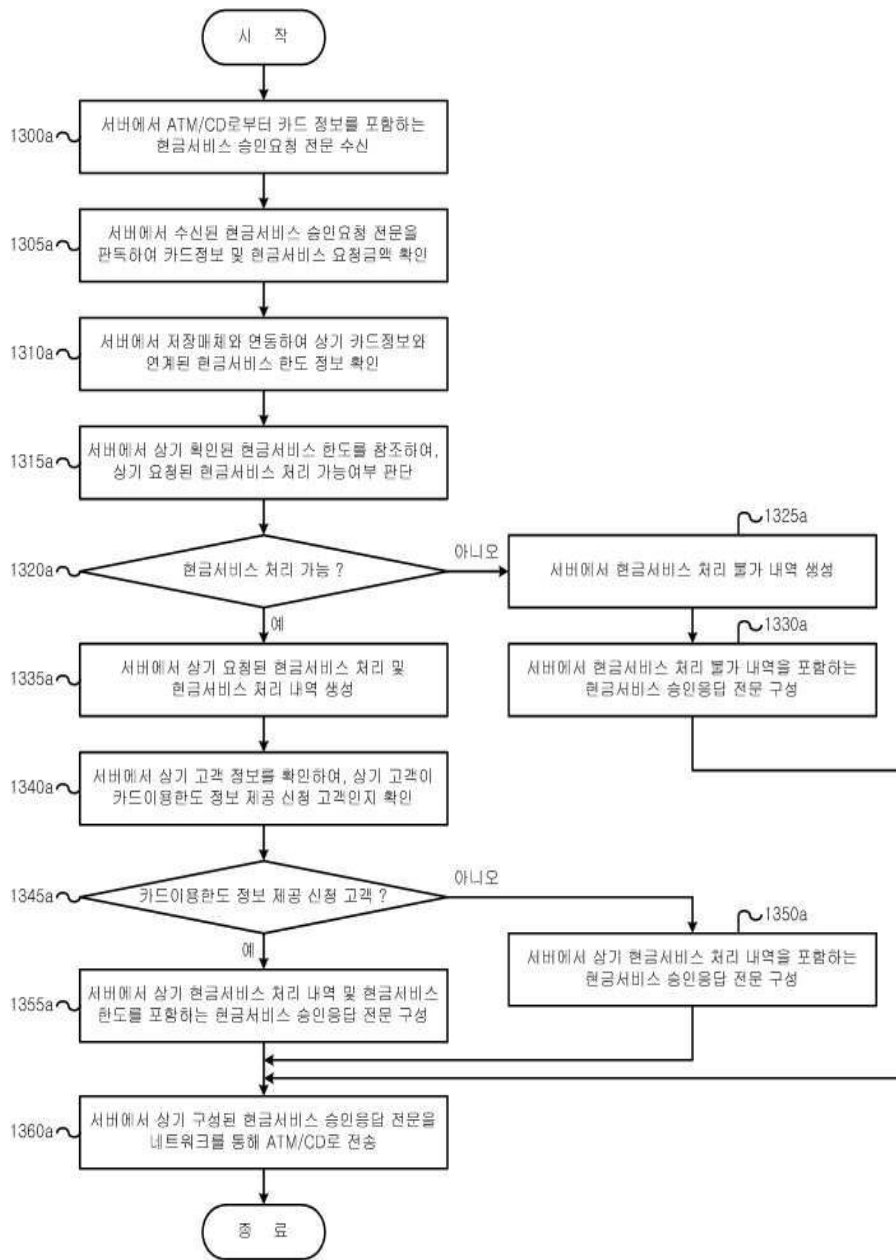 시 작
1300a
서버에서 ATM/CD로부터 카드 정보를 포함하는
현금서비스 승인요청 전문 수신
1305a
서버에서 수신된 현금서비스 승인요청 전문을
판독하여 카드정보 및 현금서비스 요청금액 확인
1310a
서버에서 저장매체와 연동하여 상기 카드정보와
연계된 현금서비스 한도 정보 확인
1315a
서버에서 상기 확인된 현금서비스 한도를 참조하여,
상기 요청된 현금서비스 처리 가능여부 판단
1320a
현금서비스 처리 가능 ?
아니오
예
1325a
서버에서 현금서비스 처리 불가 내역 생성
1330a
서버에서 현금서비스 처리 불가 내역을 포함하는
현금서비스 승인응답 전문 구성
1335a
서버에서 상기 요청된 현금서비스 처리 및
현금서비스 처리 내역 생성
1340a
서버에서 상기 고객 정보를 확인하여, 상기 고객이
카드이용한도 정보 제공 신청 고객인지 확인
1345a
카드이용한도 정보 제공 신청 고객 ?
아니오
예
1350a
서버에서 상기 현금서비스 처리 내역을 포함하는
현금서비스 승인응답 전문 구성
1355a
서버에서 상기 현금서비스 처리 내역 및 현금서비스
한도를 포함하는 현금서비스 승인응답 전문 구성
1360a
서버에서 상기 구성된 현금서비스 승인응답 전문을
네트워크를 통해 ATM/CD로 전송
종 료